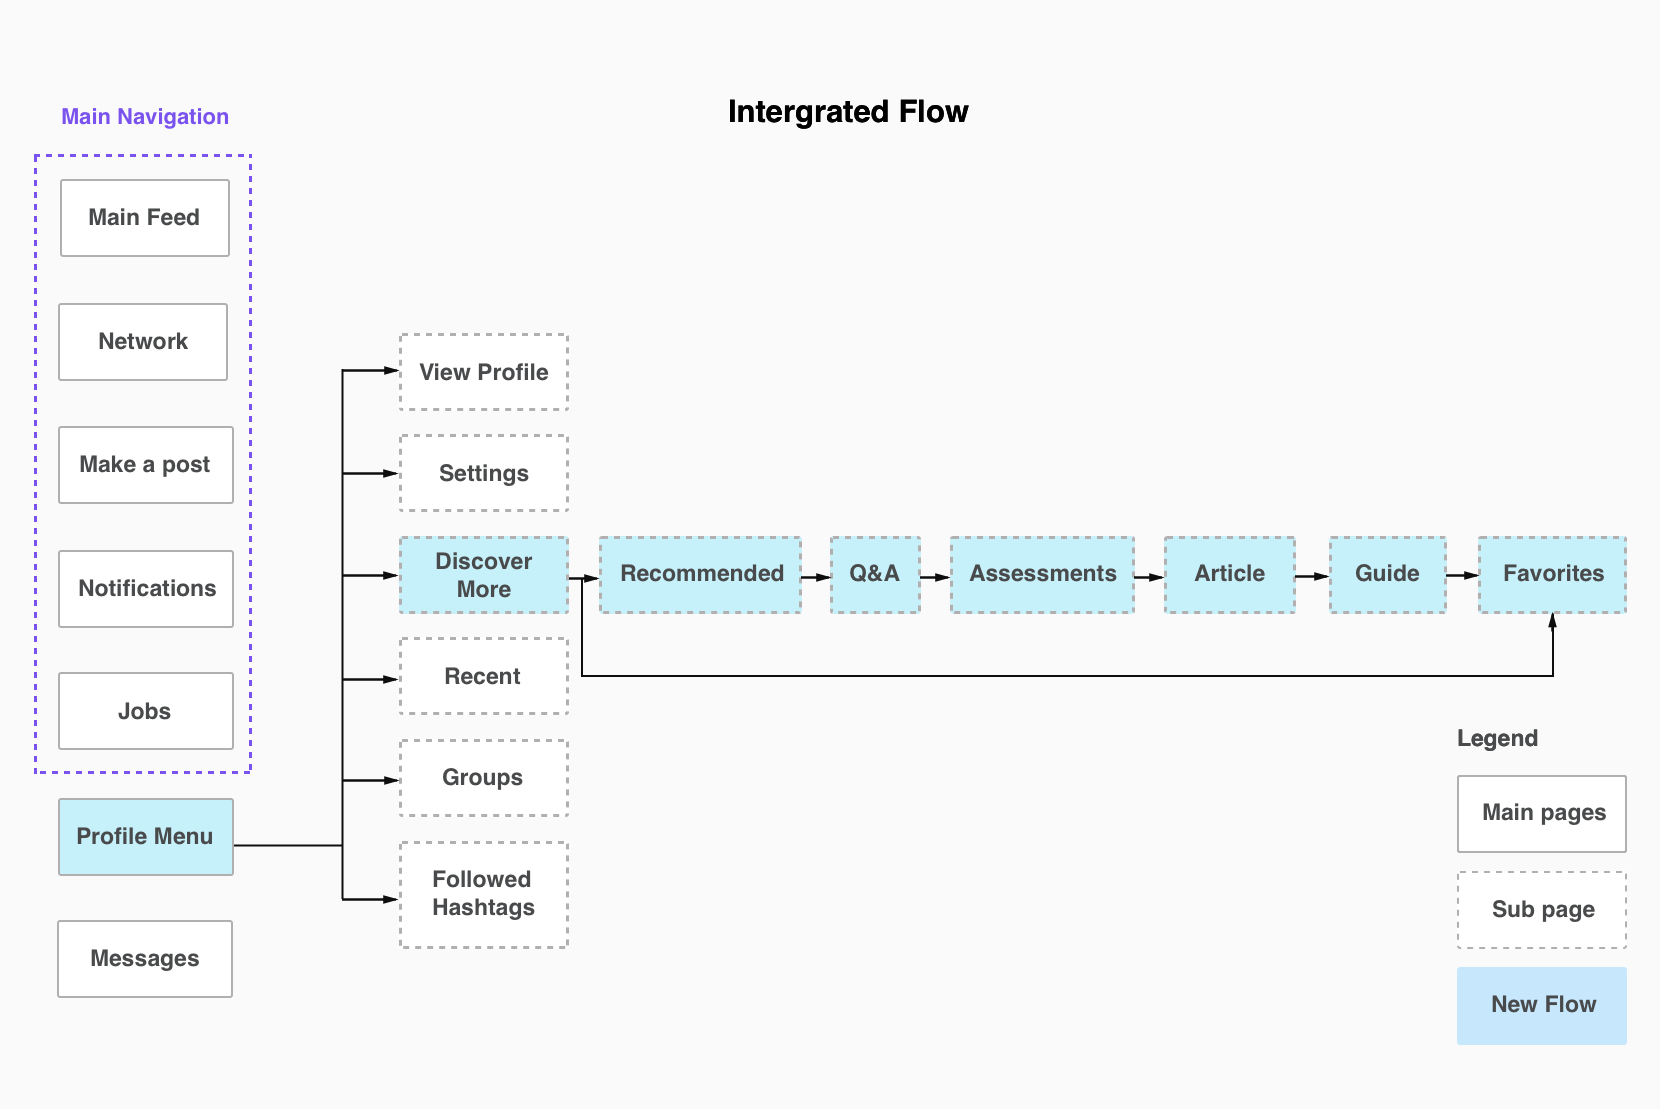 Intergrated Flow
Main Navigation
Main Feed
Network
Make a post
Notifications
Jobs
Profile Menu
Messages
View Profile
Settings
Discover
More
Recent
Groups
Followed
Hashtags
Recommended
Q&A
Assessments
Article
Guide
Favorites
Legend
Main pages
Sub page
New Flow